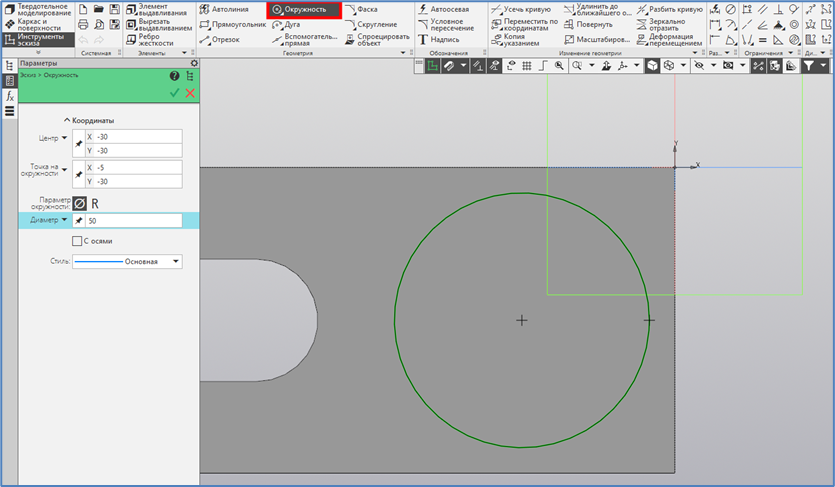 Твердотельное моделирование
Каркас и поверхности
Инструменты эскиза
Системная
Элемент выдавливания
Вырезать выдавливанием
Ребро жесткости
Элементы
Автолиния
Прямоугольник
Отрезок
Окружность
Дуга
Вспомогатель... прямая
Фаска
Скругление
Спроецировать объект
Геометрия
Автоосевая
Условное пересечение
Надпись
Обозначения
Усечь кривую
Переместить по координатам
Копия указанием
Удлинить до ближайшего о...
Повернуть
Масштабиров...
Разбить кривую
Зеркально отразить
Деформация перемещением
Изменение геометрии
Раз...
Ограничения
Ди...
Параметры
Эскиз > Окружность
Координаты
Центр
X -30
Y -30
Точка на окружности
X -5
Y -30
Параметр окружности:
R
Диаметр
50
С осями
Стиль:
Основная
Y
X